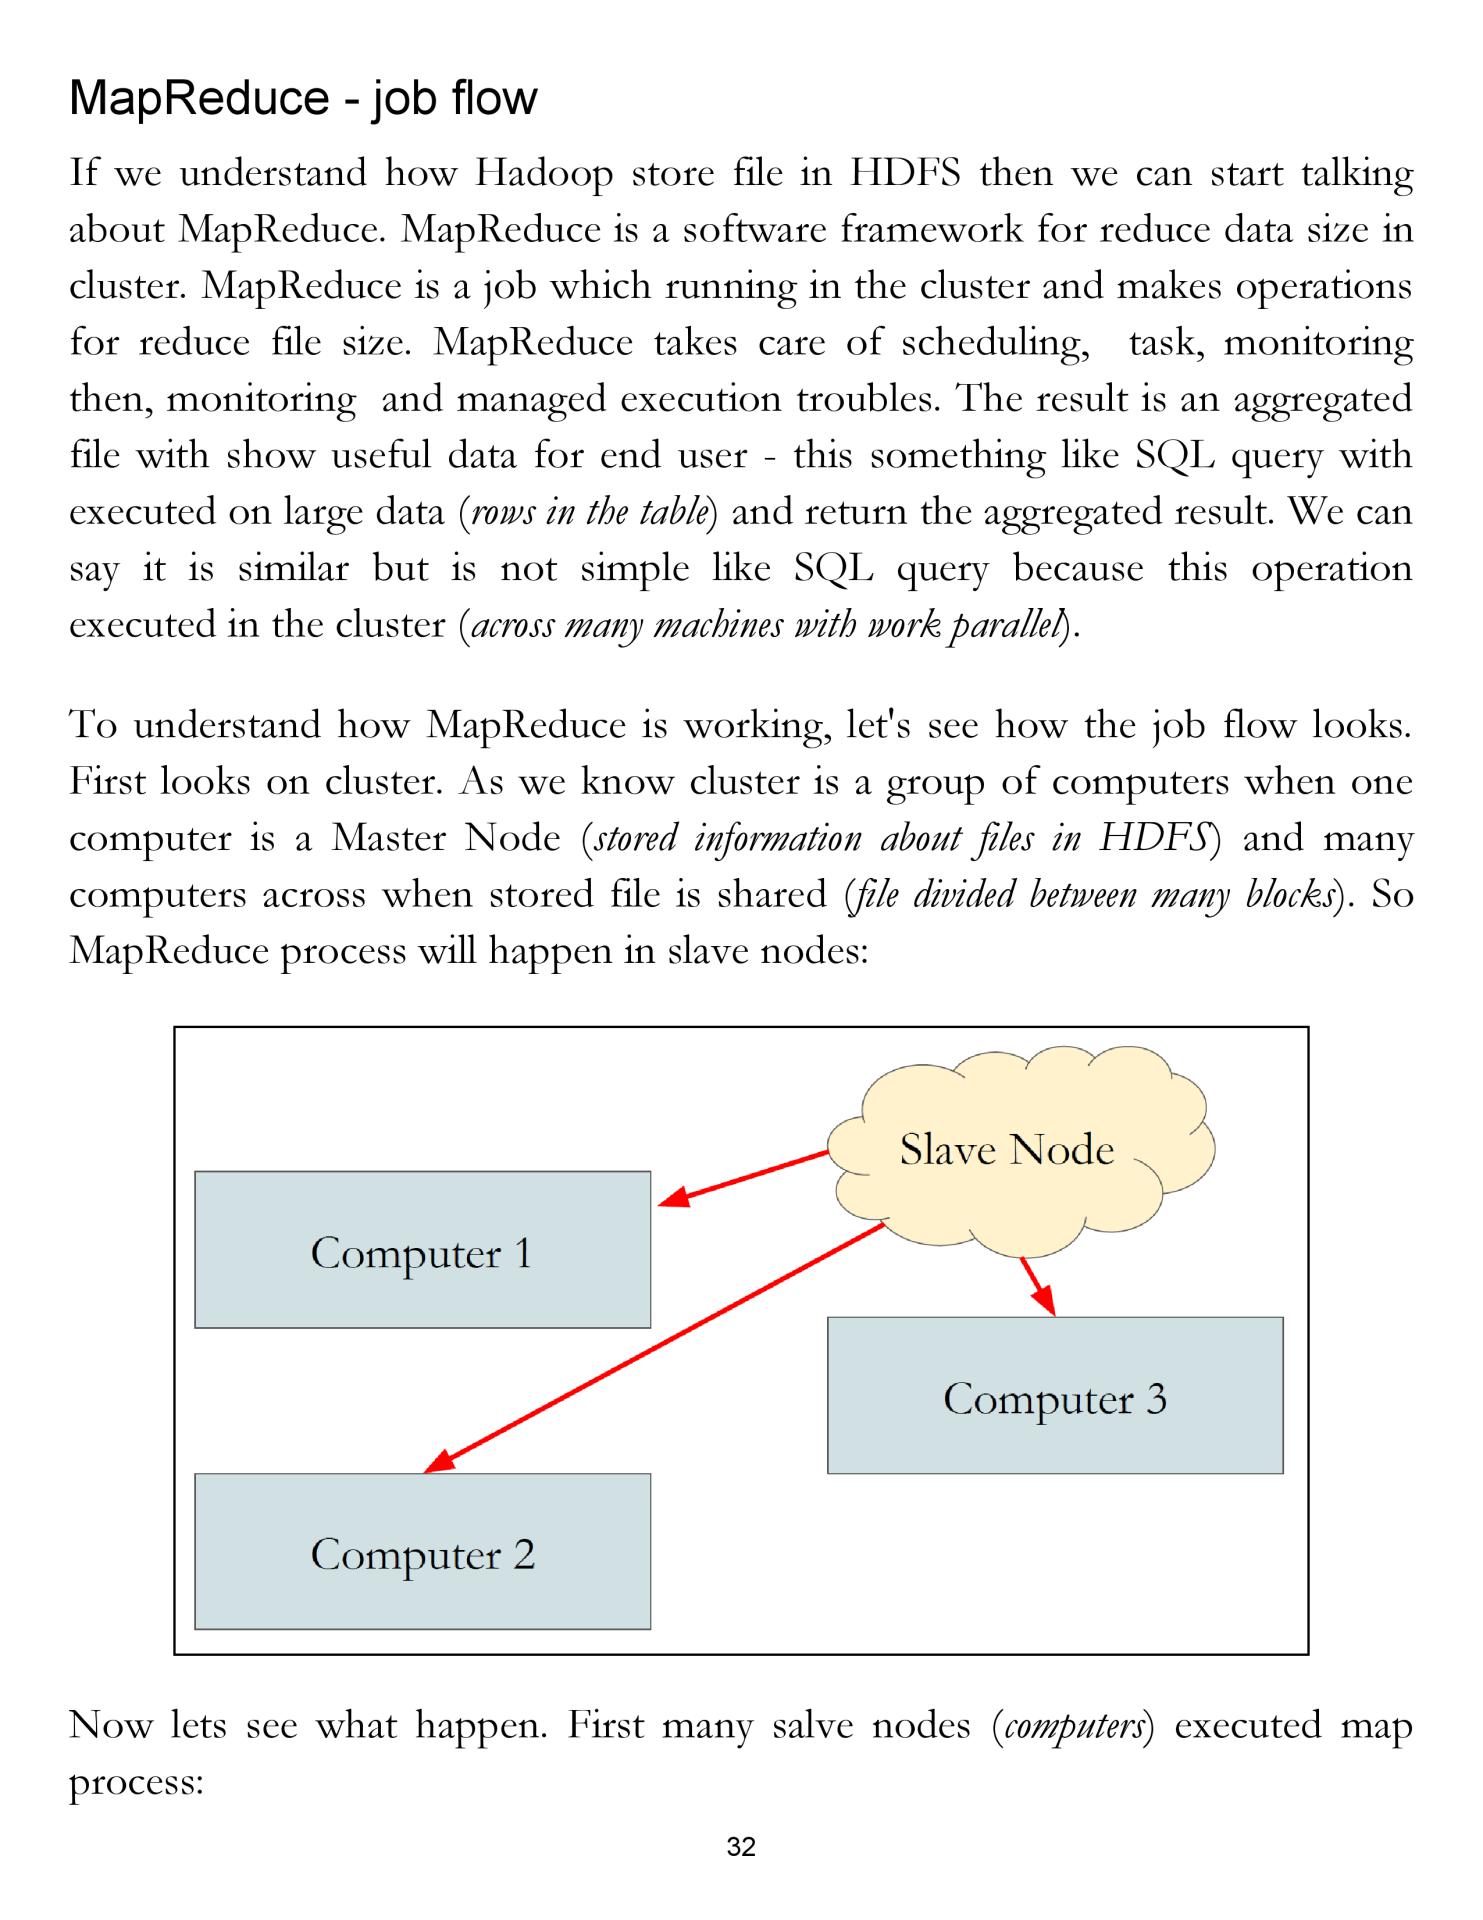 MapReduce - job flow
If we understand how Hadoop store file in HDFS then we can start talking
about MapReduce. MapReduce is a software framework for reduce data size in
cluster. MapReduce is a job which running in the cluster and makes operations
for reduce file size. MapReduce takes care of scheduling,  task, monitoring
then, monitoring  and managed execution troubles. The result is an aggregated
file with show useful data for end user - this something like SQL query with
executed on large data (rows in the table) and return the aggregated result. We can
say it is similar but is not simple like SQL query because this operation
executed in the cluster (across many machines with work parallel).
To understand how MapReduce is working, let's see how the job flow looks.
First looks on cluster. As we know cluster is a group of computers when one
computer is a Master Node (stored information about files in HDFS) and many
computers across when stored file is shared (file divided between many blocks). So
MapReduce process will happen in slave nodes:
Slave Node
Computer 1
Computer 3
Computer 2
Now lets see what happen. First many salve nodes (computers) executed map
process:
32